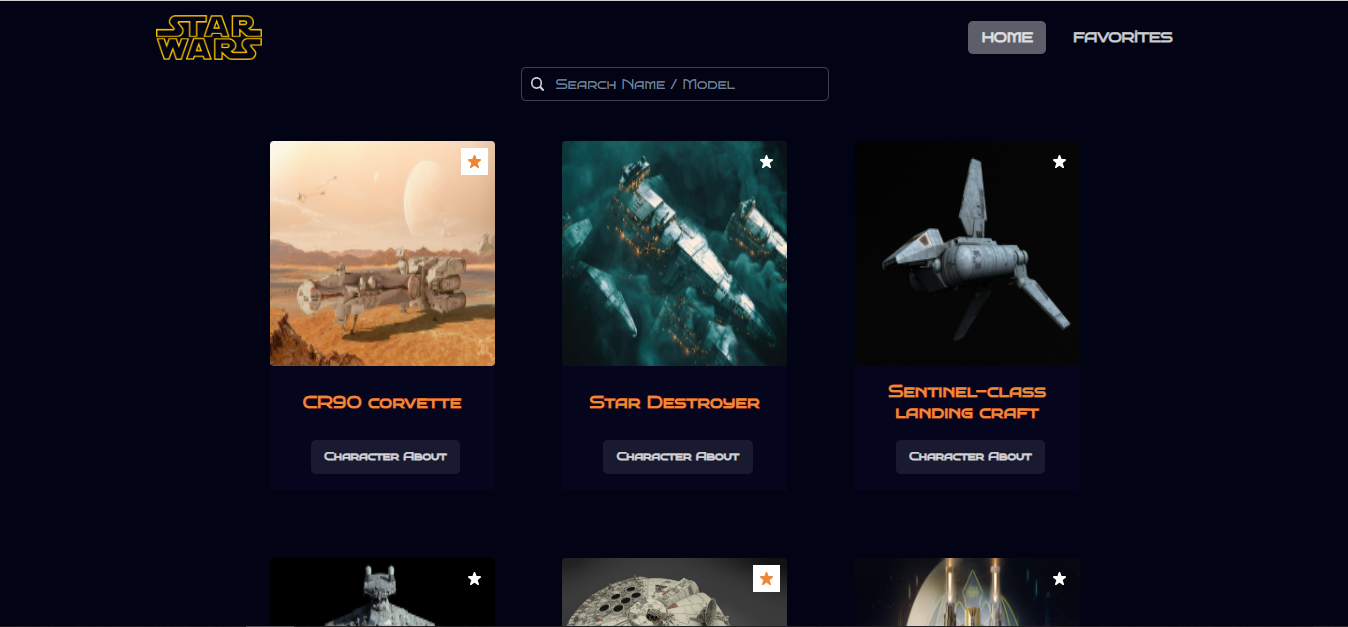 STAR
WARS
HOME
FAVORITES
Search Name / Model
CR90 corvette
Star Destroyer
Sentinel-class
landing craft
Character About
Character About
Character About